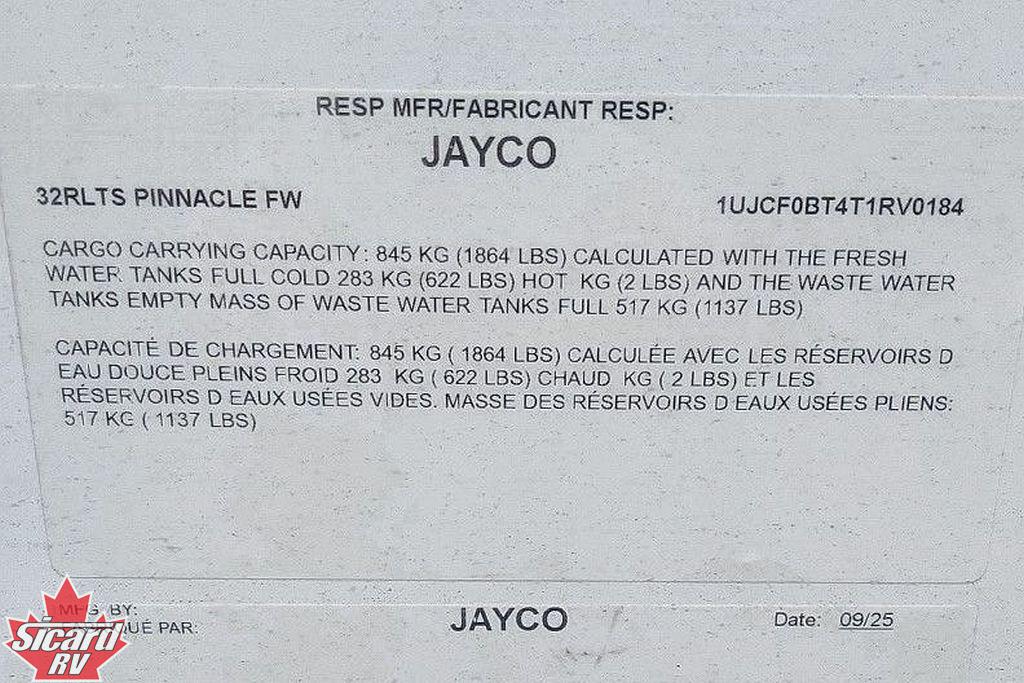 RESP MFR/FABRICANT RESP:
JAYCO
32RLTS PINNACLE FW
1UJCF0BT4T1RV0184
CARGO CARRYING CAPACITY: 845 KG (1864 LBS) CALCULATED WITH THE FRESH
WATER TANKS FULL COLD 283 KG (622 LBS) HOT KG (2 LBS) AND THE WASTE WATER
TANKS EMPTY MASS OF WASTE WATER TANKS FULL 517 KG (1137 LBS)
CAPACITÉ DE CHARGEMENT: 845 KG ( 1864 LBS) CALCULÉE AVEC LES RÉSERVOIRS D
EAU DOUCE PLEINS FROID 283 KG ( 622 LBS) CHAUD KG ( 2 LBS) ET LES
RÉSERVOIRS D EAUX USÉES VIDES. MASSE DES RÉSERVOIRS D EAUX USÉES PLIENS:
517 KG ( 1137 LBS)
MFG BY:
JAYCO
Date: 09/25
PAR:
Sicard
RV